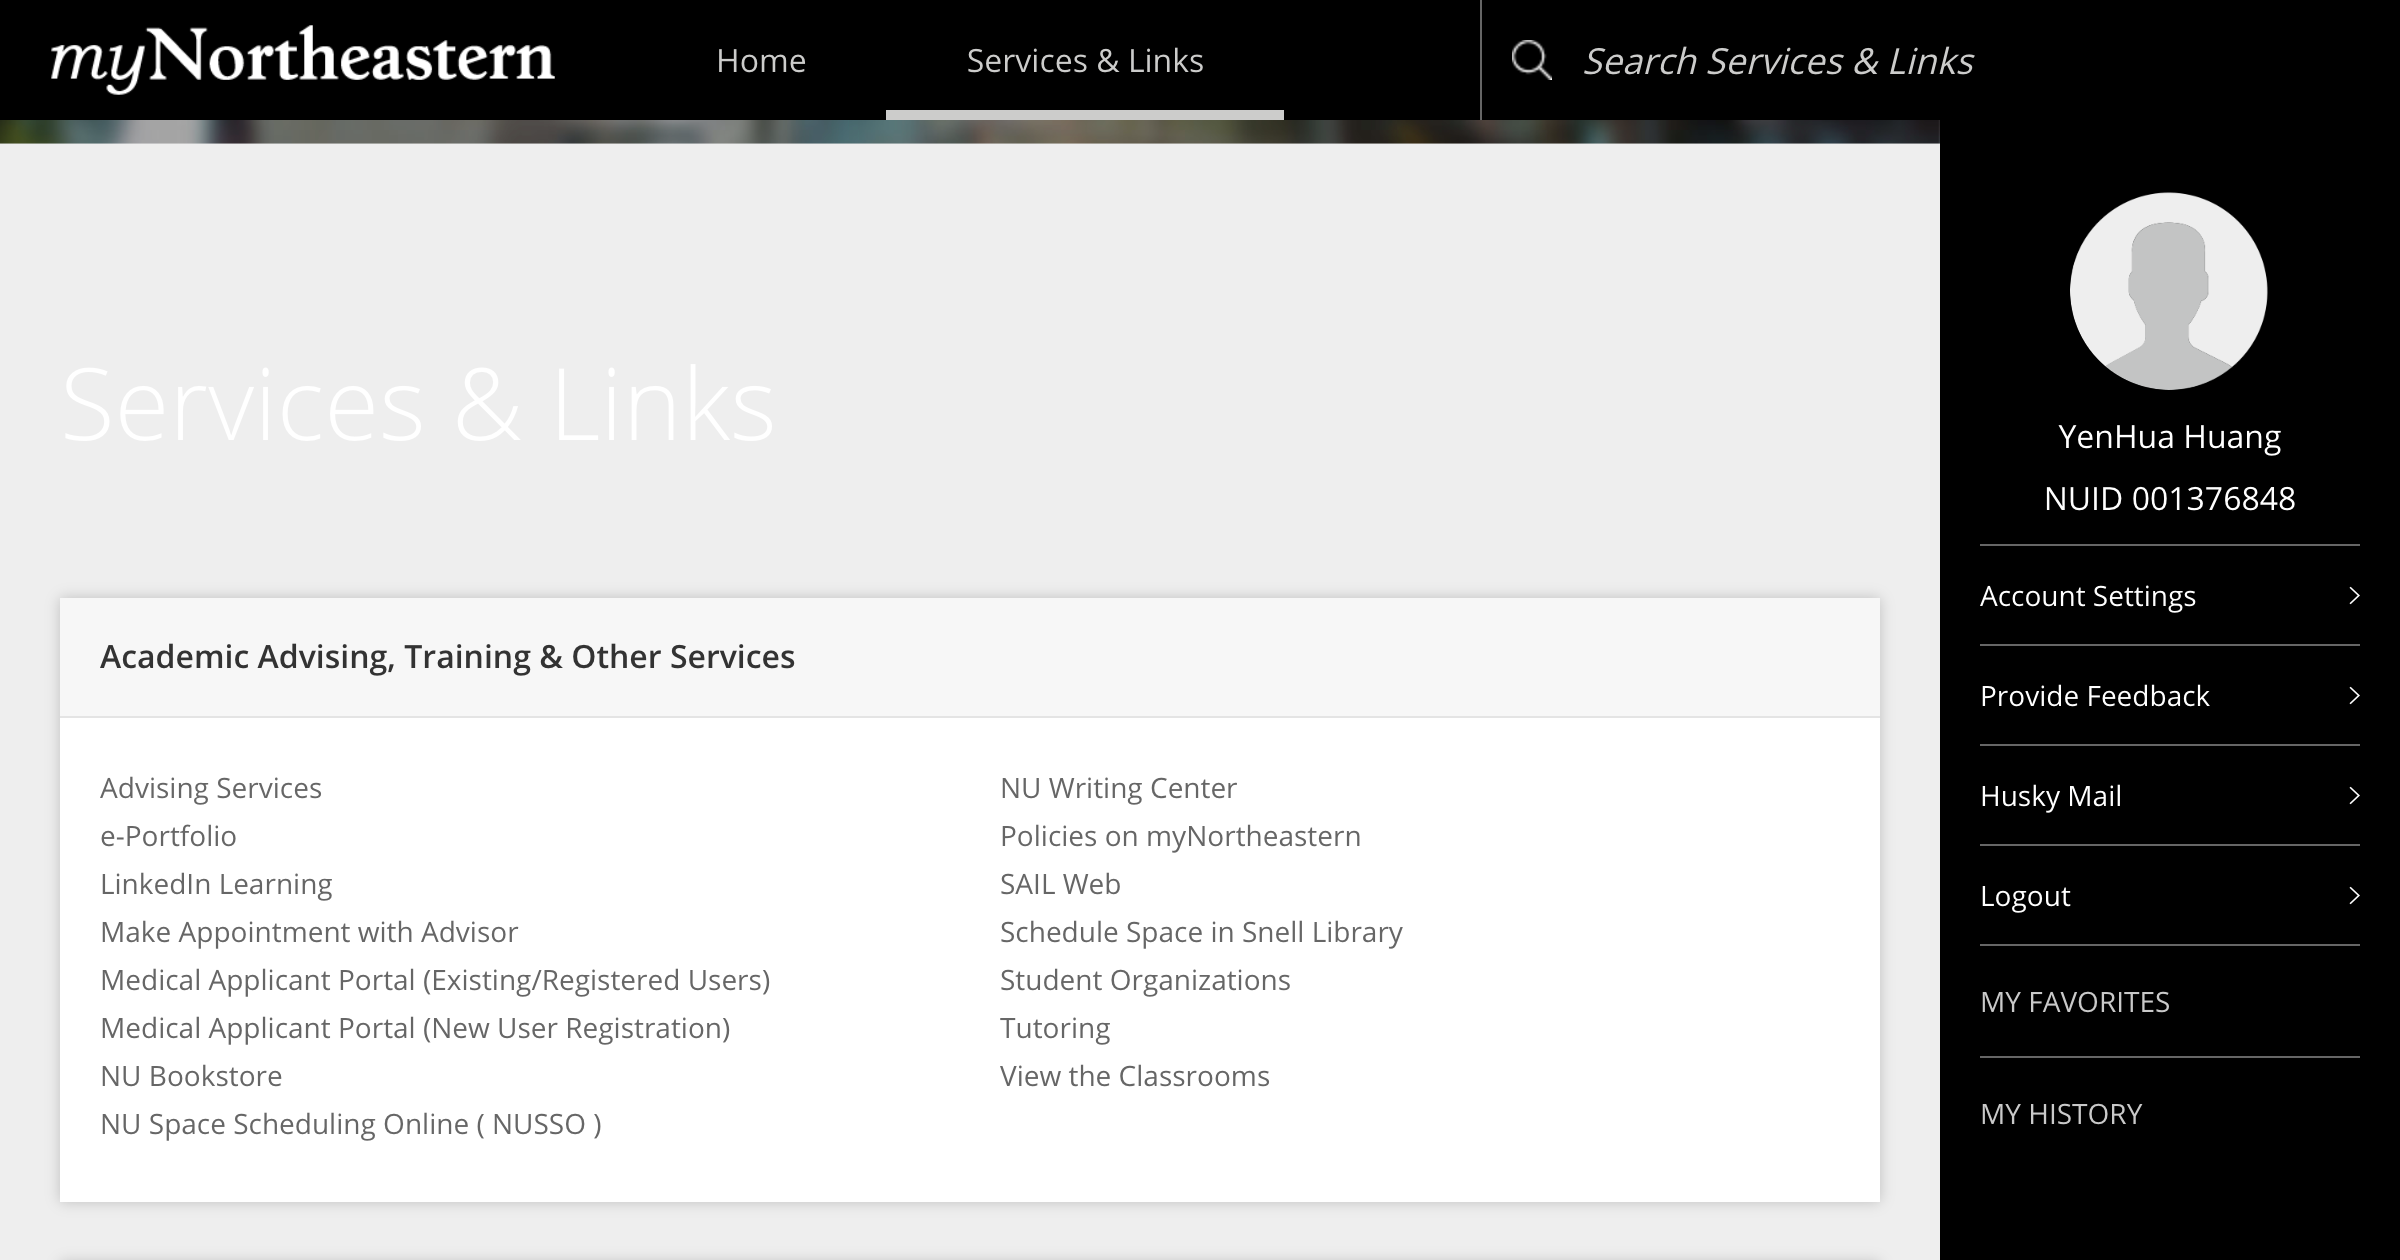 myNortheastern
Home
Services & Links
Search Services & Links
Services & Links
Academic Advising, Training & Other Services
Advising Services
e-Portfolio
LinkedIn Learning
Make Appointment with Advisor
Medical Applicant Portal (Existing/Registered Users)
Medical Applicant Portal (New User Registration)
NU Bookstore
NU Space Scheduling Online ( NUSSO )
NU Writing Center
Policies on myNortheastern
SAIL Web
Schedule Space in Snell Library
Student Organizations
Tutoring
View the Classrooms
YenHua Huang
NUID 001376848
Account Settings
Provide Feedback
Husky Mail
Logout
MY FAVORITES
MY HISTORY